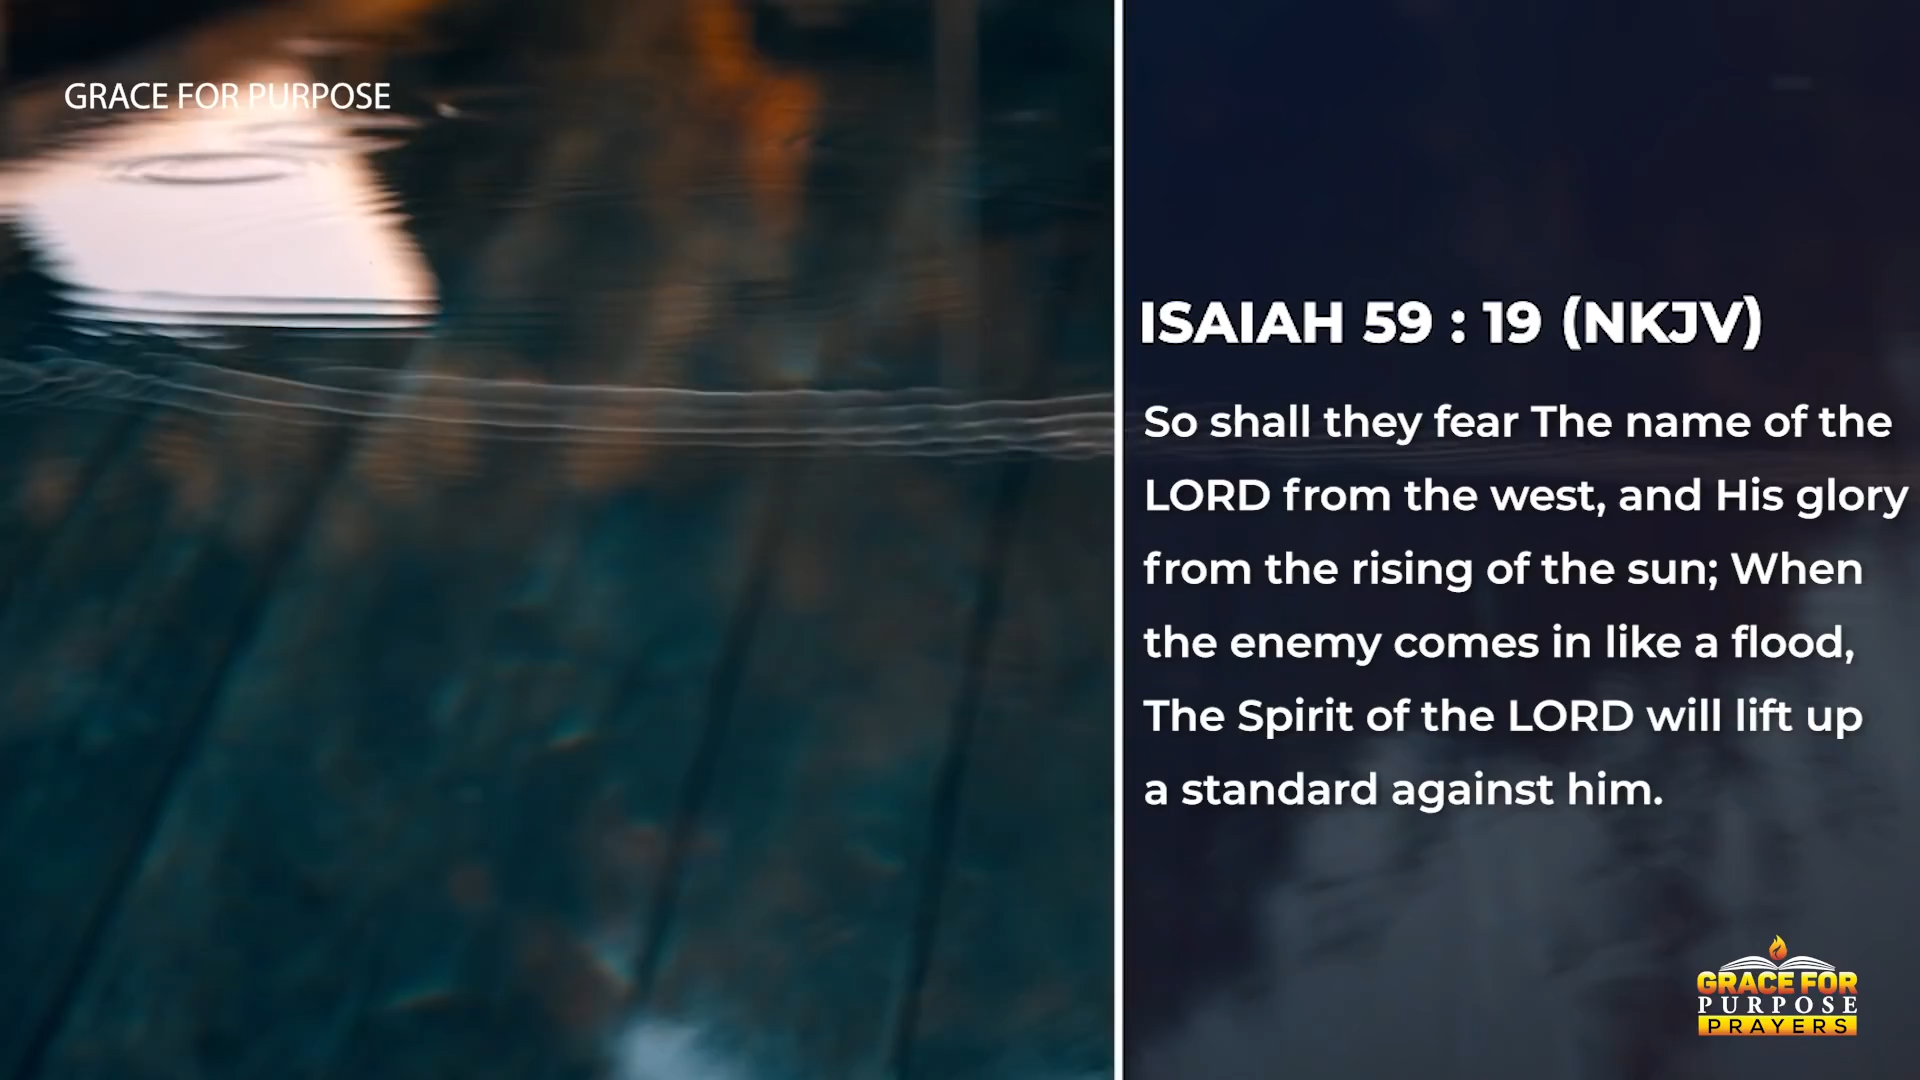 GRACE FOR PURPOSE
ISAIAH 59 : 19 (NKJV)
So shall they fear The name of the
LORD from the west, and His glory
from the rising of the sun; When
the enemy comes in like a flood,
The Spirit of the LORD will lift up
a standard against him.
GRACE FOR
PURPOSE
PRAYERS